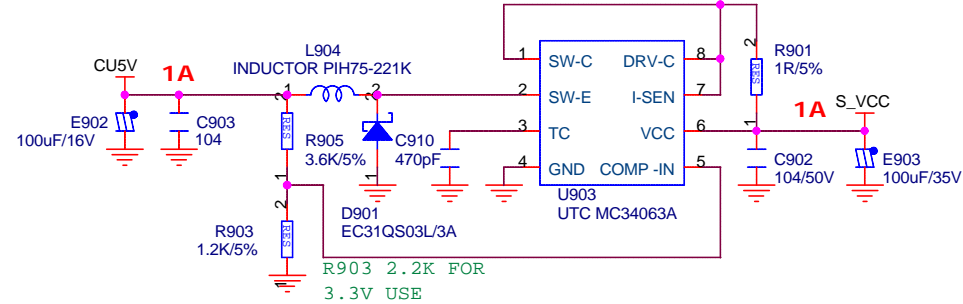 CU5V
1A
E902
100uF/16V
C903
104
L904
INDUCTOR PIH75-221K
1
2
2
RES
R905
3.6K/5%
1
2
RES
R903
1.2K/5%
1
1
D901
EC31QS03L/3A
C910
470pF
1
2
3
4
SW-C
SW-E
TC
GND
DRV-C
I-SEN
VCC
COMP -IN
8
7
6
5
U903
UTC MC34063A
2
RES
1
R901
1R/5%
1A
S_VCC
C902
104/50V
E903
100uF/35V
R903 2.2K FOR
3.3V USE